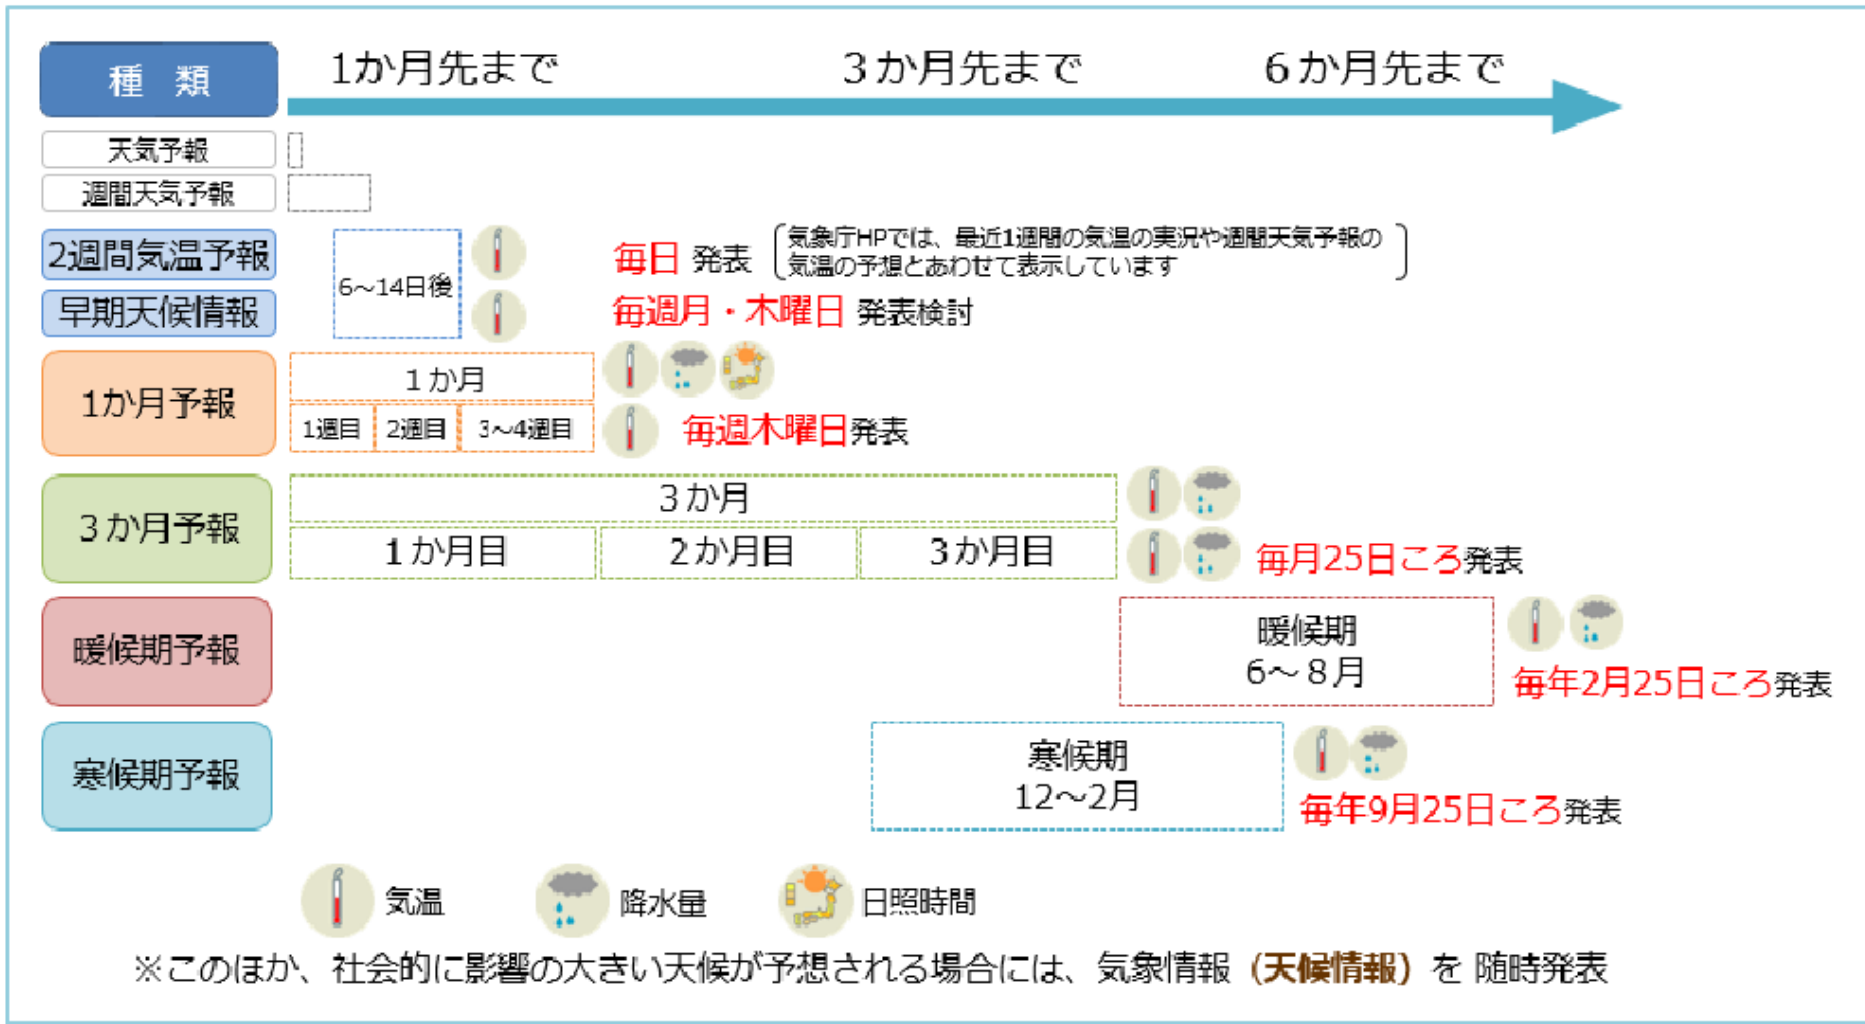 種 類
1か月先まで
3か月先まで
6か月先まで
天気予報
週間天気予報
2週間気温予報
早期天候情報
6～14日後
毎日 発表
気象庁HPでは、最近1週間の気温の実況や週間天気予報の
気温の予想とあわせて表示しています
毎週月・木曜日 発表検討
1か月予報
1か月
1週目
2週目
3～4週目
毎週木曜日発表
3か月予報
3か月
1か月目
2か月目
3か月目
毎月25日ころ発表
暖候期予報
暖候期
6～8月
毎年2月25日ころ発表
寒候期予報
寒候期
12～2月
毎年9月25日ころ発表
気温
降水量
日照時間
※このほか、社会的に影響の大きい天候が予想される場合には、気象情報（天候情報）を 随時発表